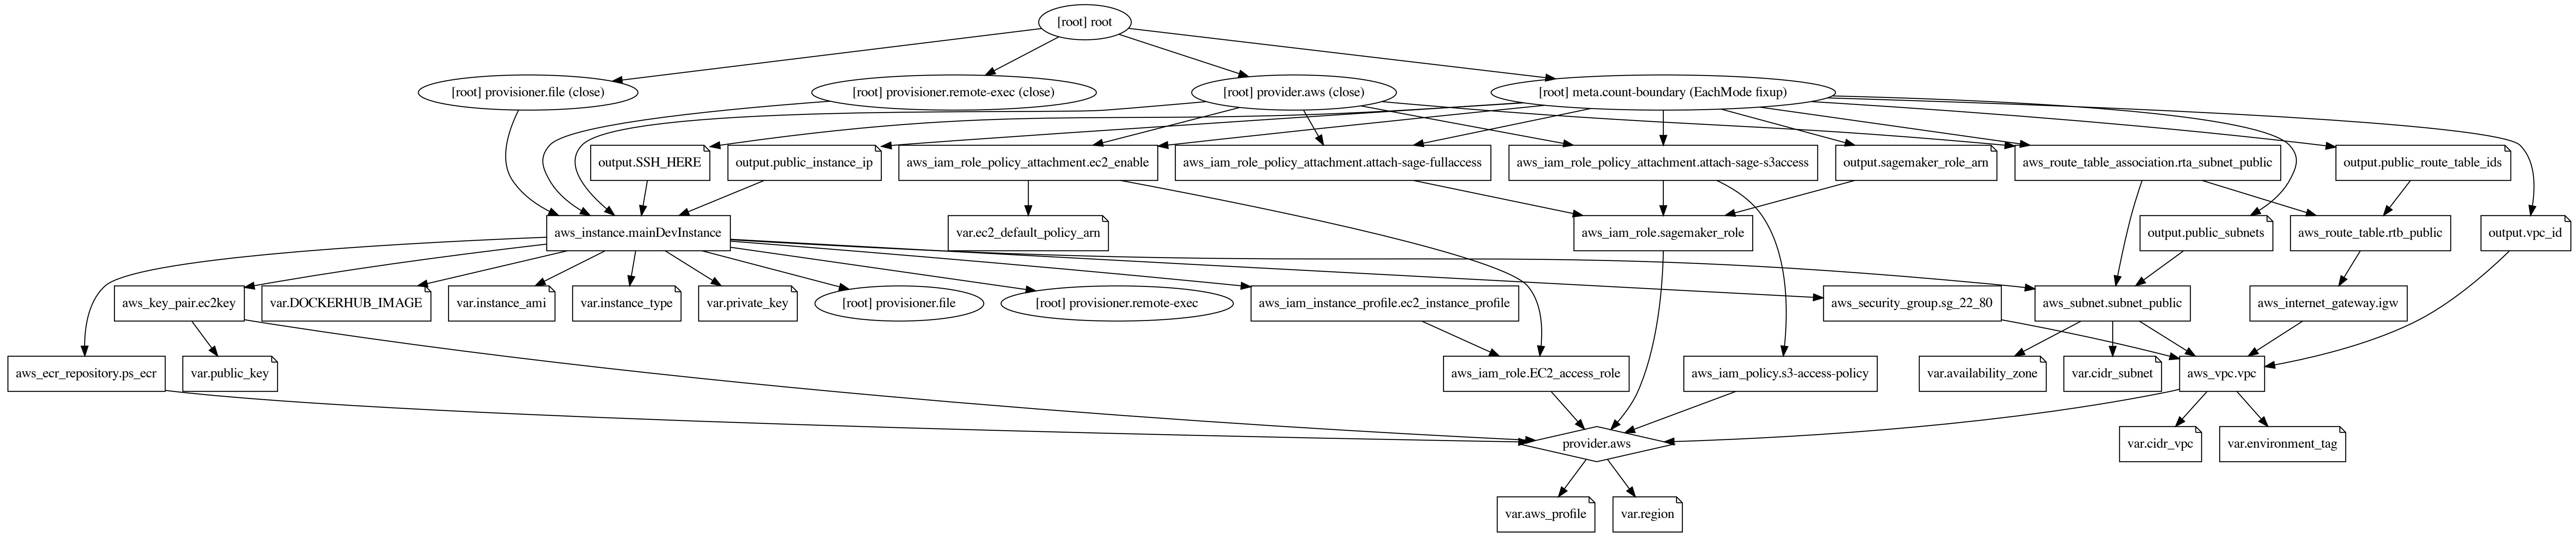 [root] root
[root] provisioner.file (close)
[root] provisioner.remote-exec (close)
[root] provider.aws (close)
[root] meta.count-boundary (EachMode fixup)
output.SSH_HERE
output.public_instance_ip
aws_iam_role_policy_attachment.ec2_enable
aws_iam_role_policy_attachment.attach-sage-fullaccess
aws_iam_role_policy_attachment.attach-sage-s3access
output.sagemaker_role_arn
aws_route_table_association.rta_subnet_public
output.public_route_table_ids
aws_instance.mainDevInstance
var.ec2_default_policy_arn
aws_iam_role.sagemaker_role
output.public_subnets
aws_route_table.rtb_public
output.vpc_id
aws_key_pair.ec2key
var.DOCKERHUB_IMAGE
var.instance_ami
var.instance_type
var.private_key
[root] provisioner.file
[root] provisioner.remote-exec
aws_iam_instance_profile.ec2_instance_profile
aws_security_group.sg_22_80
aws_subnet.subnet_public
aws_internet_gateway.igw
aws_ecr_repository.ps_ecr
var.public_key
aws_iam_role.EC2_access_role
aws_iam_policy.s3-access-policy
var.availability_zone
var.cidr_subnet
aws_vpc.vpc
provider.aws
var.cidr_vpc
var.environment_tag
var.aws_profile
var.region